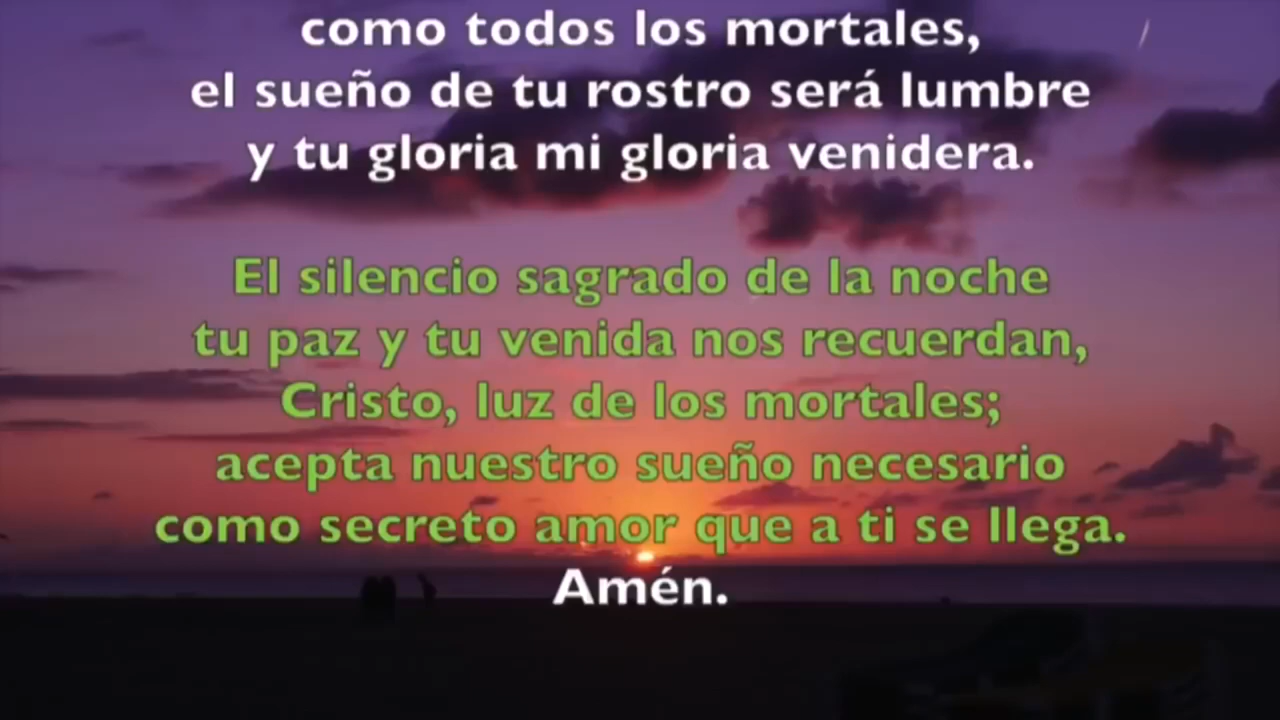 como todos los mortales,
el sueño de tu rostro será lumbre
y tu gloria mi gloria venidera.
El silencio sagrado de la noche
tu paz y tu venida nos recuerdan,
Cristo, luz de los mortales;
acepta nuestro sueño necesario
como secreto amor que a ti se llega.
Amén.